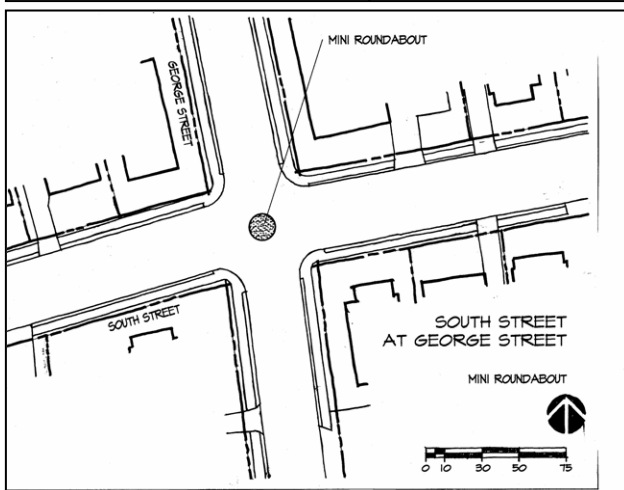 MINI ROUNDABOUT
GEORGE STREET
SOUTH STREET
SOUTH STREET
AT GEORGE STREET
MINI ROUNDABOUT
0 10 30 50 75